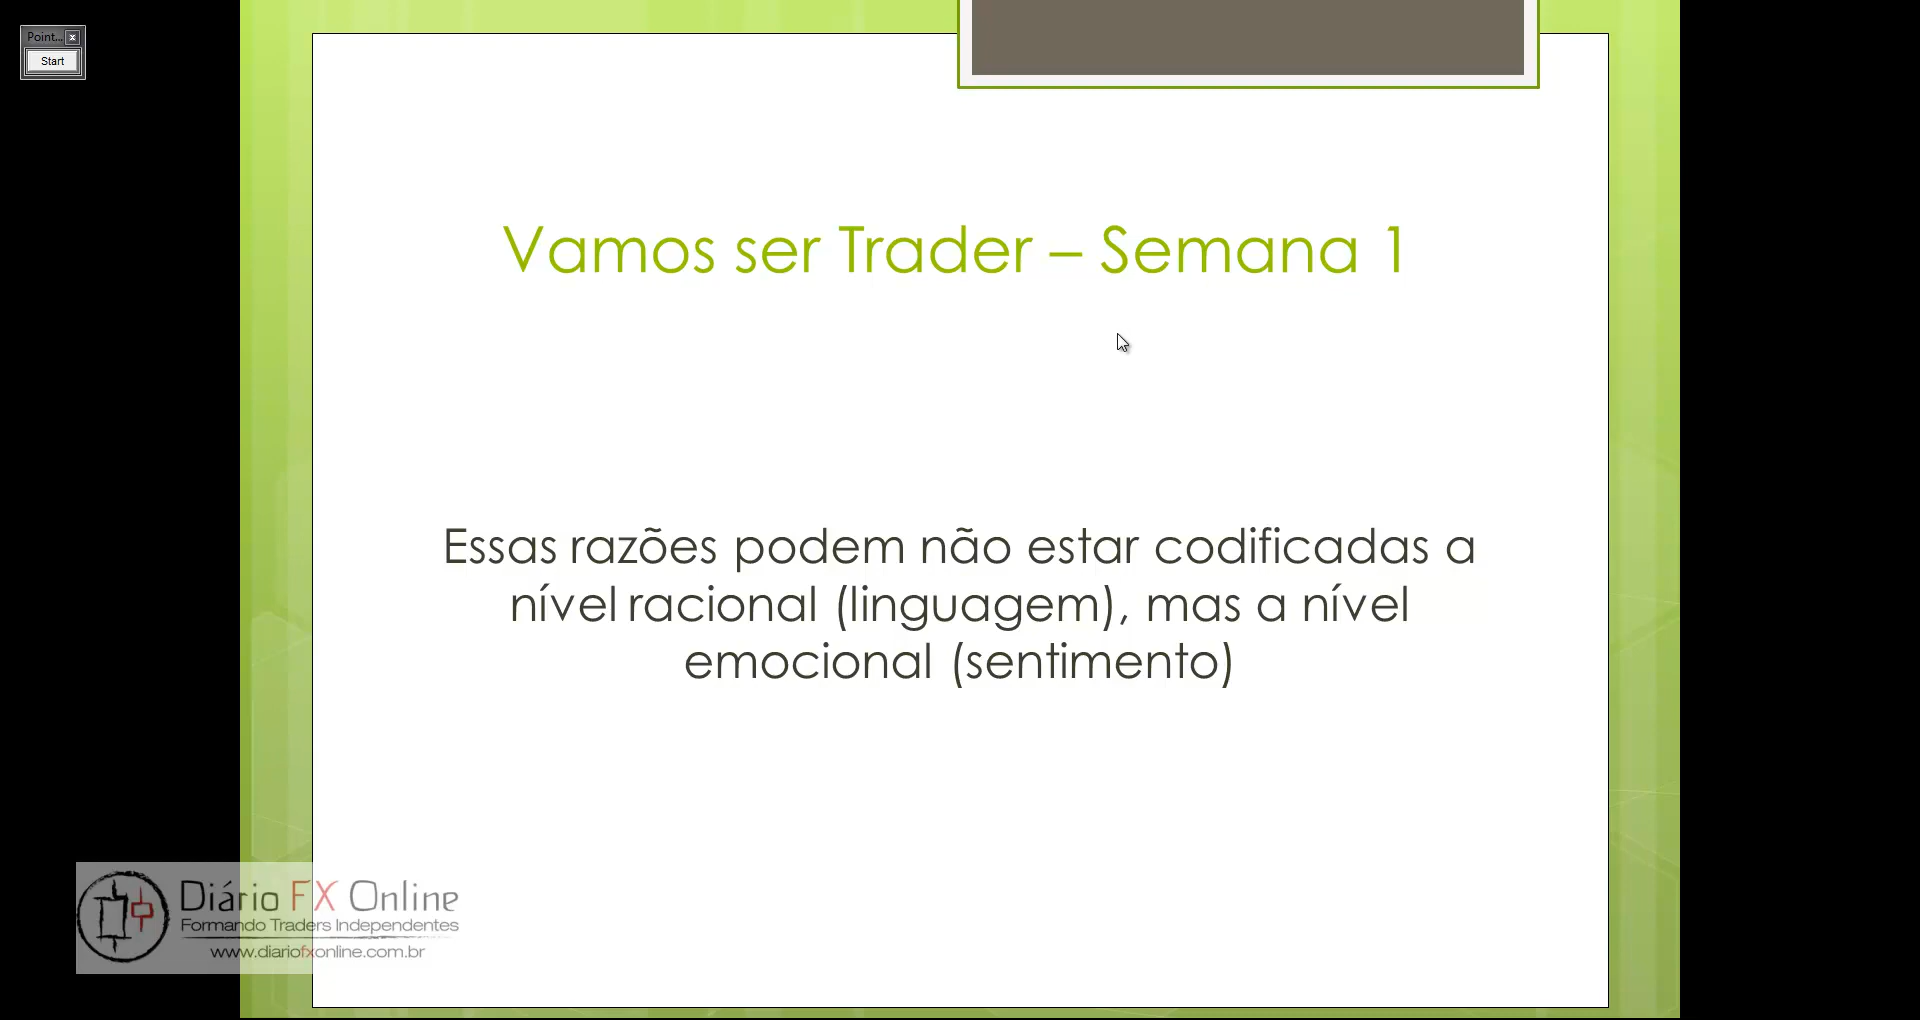 Point...
Start
Vamos ser Trader – Semana 1
Essas razões podem não estar codificadas a
nível racional (linguagem), mas a nível
emocional (sentimento)
Diário FX Online
Formando Traders Independentes
www.diariofxonline.com.br